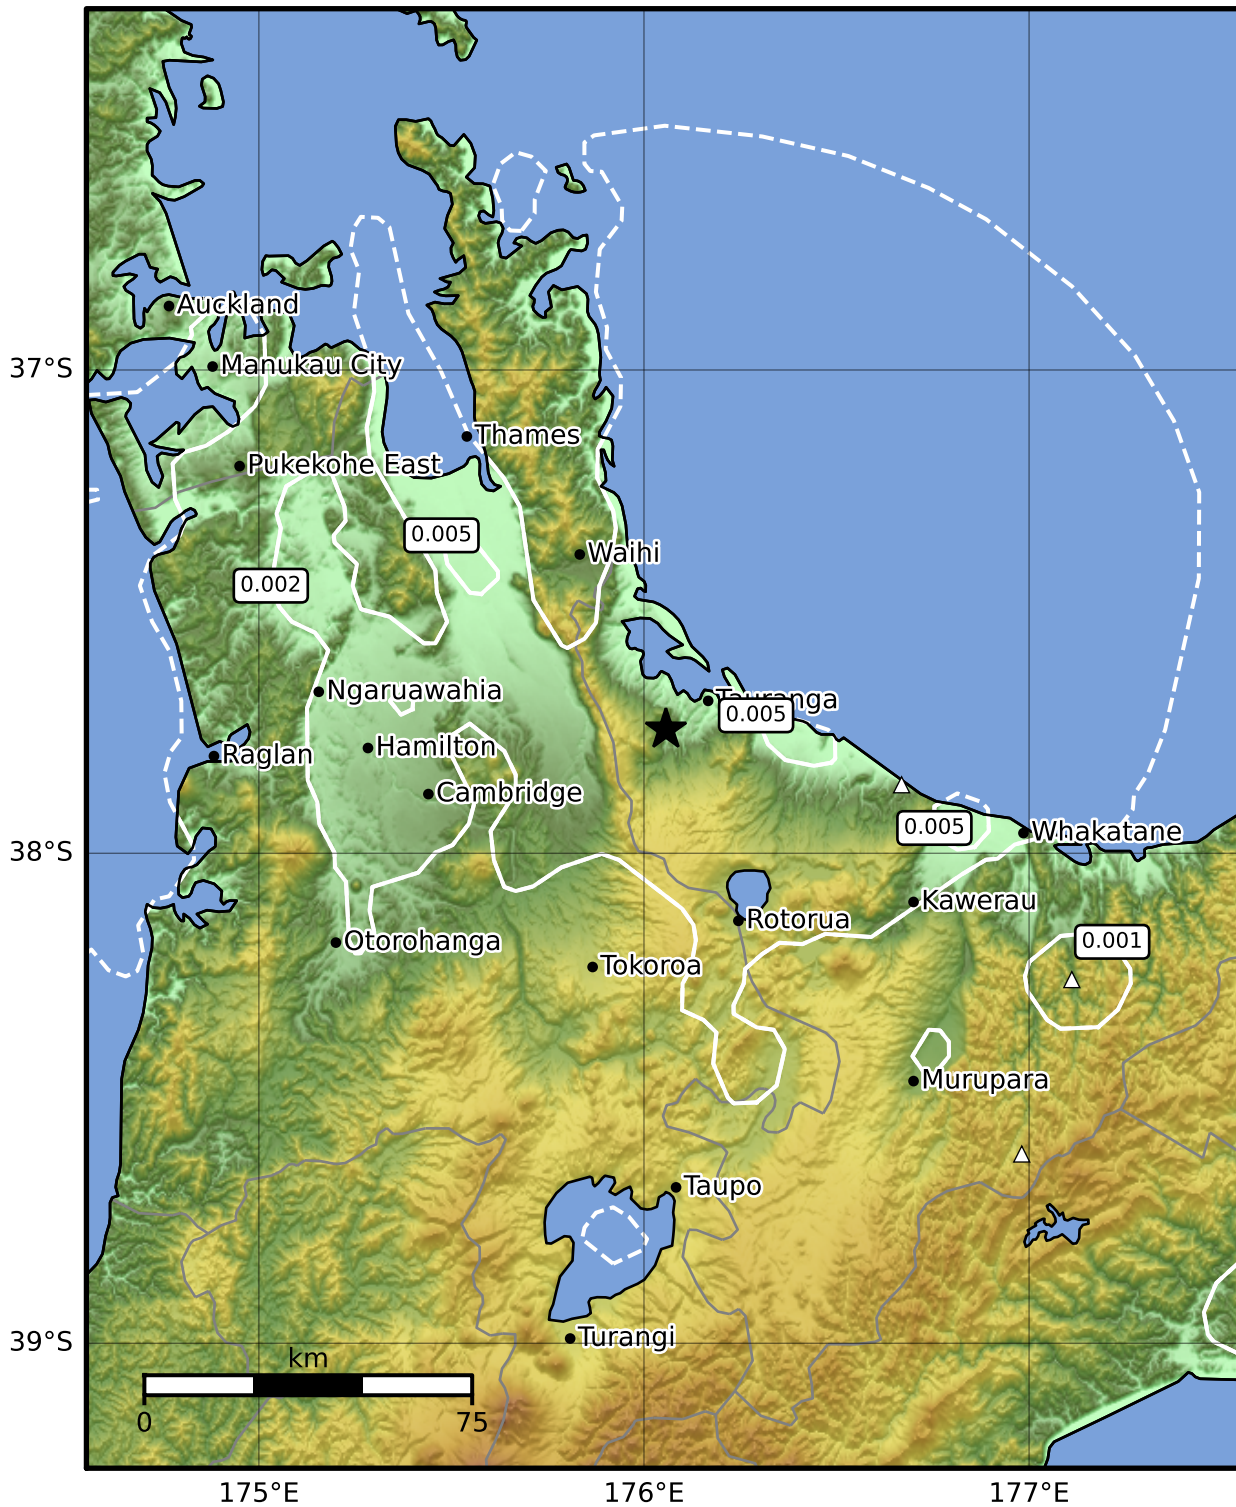 Auckland
37°S
Manukau City
Thames
Pukekohe East
0.005
Waihi
0.002
Ngaruawahia
Tauranga
0.005
Hamilton
Raglan
Cambridge
0.005
Whakatane
38°S
Kawerau
Rotorua
Otorohanga
0.001
Tokoroa
Murupara
Taupo
39°S
Turangi
km
0
75
175°E
176°E
177°E